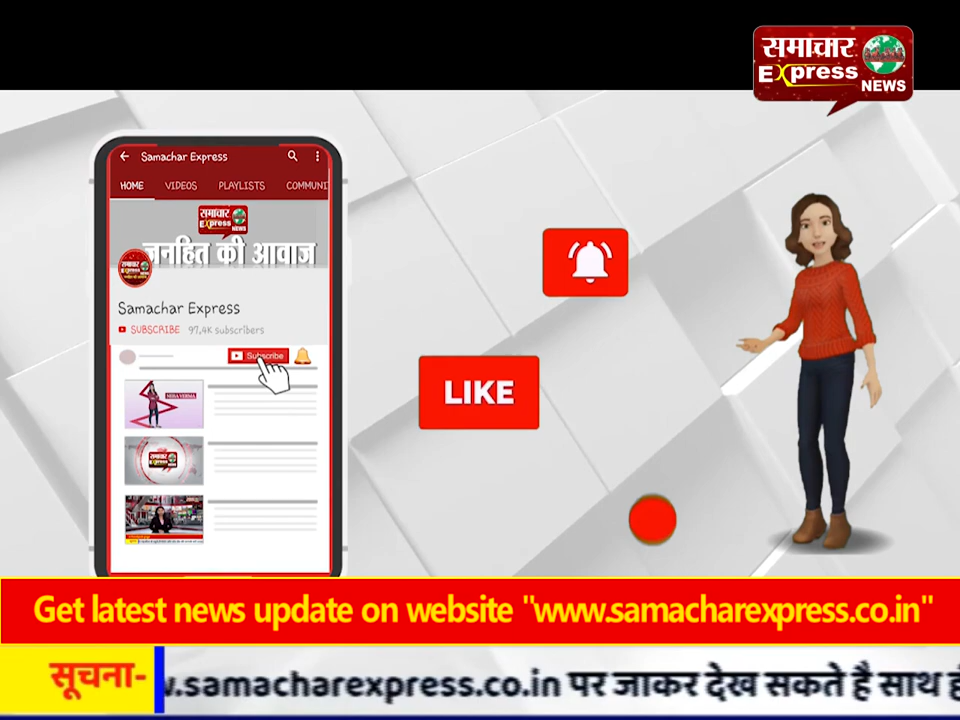 समाचार
Express
NEWS
Samachar Express
HOME VIDEOS PLAYLISTS COMMUNI
समाचार
Express
NEWS
जनहित की आवाज
Samachar Express
SUBSCRIBE 97.4K subscribers
Subscribe
LIKE
Get latest news update on website "www.samacharexpress.co.in"
सूचना- w.samacharexpress.co.in पर जाकर देख सकते है साथ ही